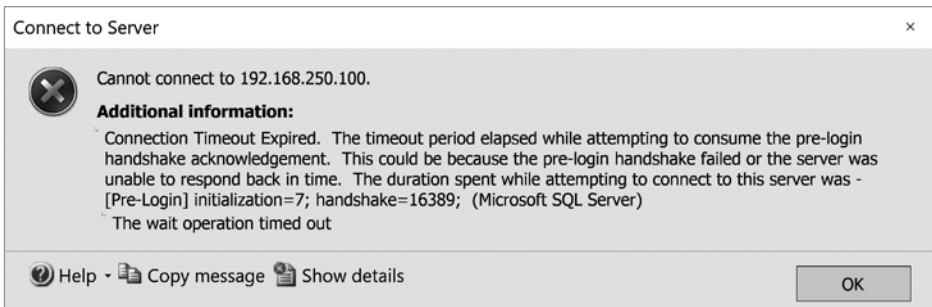 Connect to Server
×
Cannot connect to 192.168.250.100.
Additional information:
Connection Timeout Expired.  The timeout period elapsed while attempting to consume the pre-login
handshake acknowledgement.  This could be because the pre-login handshake failed or the server was
unable to respond back in time.  The duration spent while attempting to connect to this server was -
[Pre-Login] initialization=7; handshake=16389;  (Microsoft SQL Server)
The wait operation timed out
Help Copy message Show details
OK